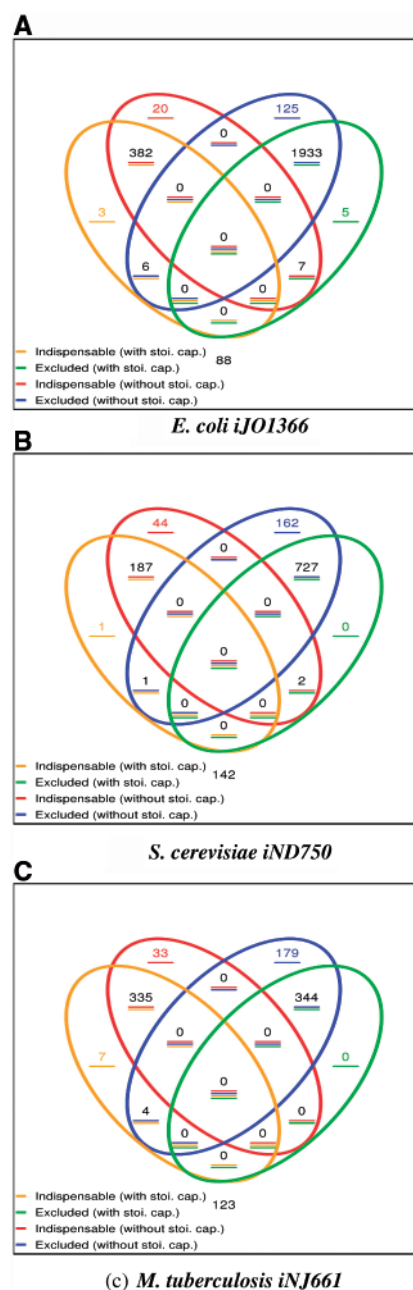 A
20 125
0
382 1933
0 0
3 5
0
6 7
0 0
0
Indispensable (with stoi. cap.) 88
Excluded (with stoi. cap.)
Indispensable (without stoi. cap.)
Excluded (without stoi. cap.)
E. coli iJO1366
B
44 162
0
187 727
0 0
1 0
0
1 2
0 0
0
Indispensable (with stoi. cap.) 142
Excluded (with stoi. cap.)
Indispensable (without stoi. cap.)
Excluded (without stoi. cap.)
S. cerevisiae iND750
C
33 179
0
335 344
0 0
7 0
0
4 0
0 0
0
Indispensable (with stoi. cap.) 123
Excluded (with stoi. cap.)
Indispensable (without stoi. cap.)
Excluded (without stoi. cap.)
(c) M. tuberculosis iNJ661